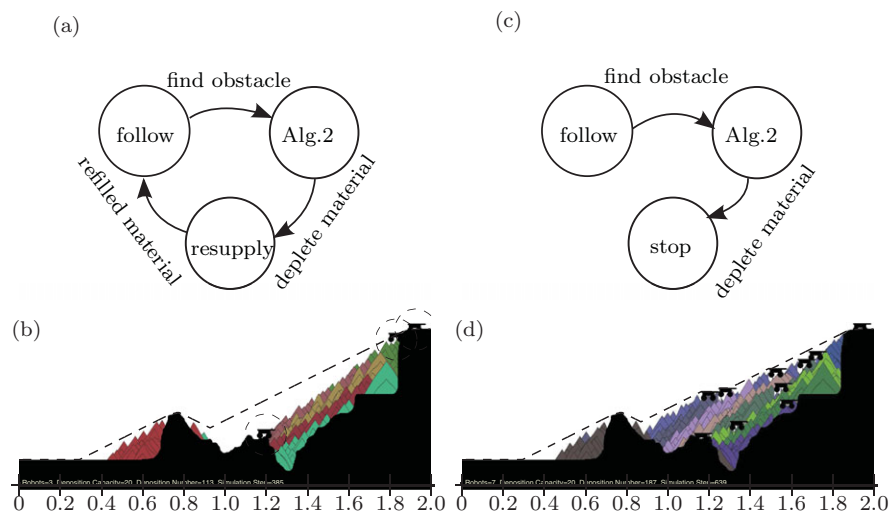 (a)
find obstacle
follow
Alg.2
refilled material
deplete material
resupply
(c)
find obstacle
follow
Alg.2
deplete material
stop
(b)
Robots=3, Deposition Capacity=20, Deposition Number=113, Simulation Step=385
0 0.2 0.4 0.6 0.8 1.0 1.2 1.4 1.6 1.8 2.0
(d)
Robots=7, Deposition Capacity=20, Deposition Number=187, Simulation Step=639
0 0.2 0.4 0.6 0.8 1.0 1.2 1.4 1.6 1.8 2.0